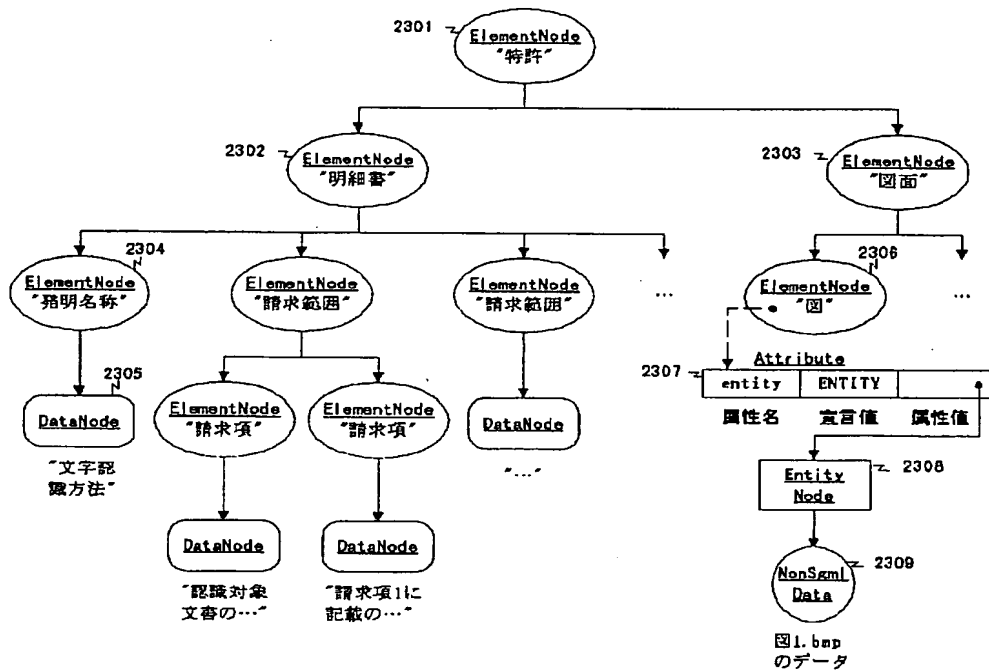 2301
ElementNode
"特許"
2302
ElementNode
"明細書"
2303
ElementNode
"図面"
2304
ElementNode
"発明名称"
ElementNode
"請求範囲"
ElementNode
"請求範囲"
…
2306
ElementNode
"図"
…
2305
DataNode
"文字認
識方法"
ElementNode
"請求項"
ElementNode
"請求項"
DataNode
"…"
Attribute
2307
entity
ENTITY
属性名
宣言値
属性値
2308
Entity
Node
DataNode
"認識対象
文書の…"
DataNode
"請求項1に
記載の…"
2309
NonSgml
Data
図1.bmp
のデータ